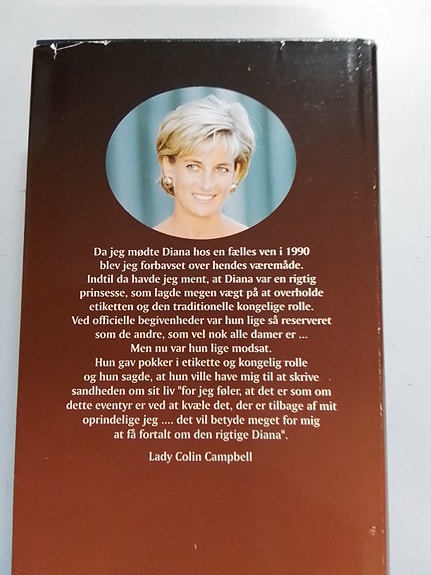 Da jeg mødte Diana hos en fælles ven i 1990
blev jeg forbavset over hendes væremåde.
Indtil da havde jeg ment, at Diana var en rigtig
prinsesse, som lagde megen vægt på at overholde
etiketten og den traditionelle kongelige rolle.
Ved officielle begivenheder var hun lige så reserveret
som de andre, som vel nok alle damer er ...
Men nu var hun lige modsat.
Hun gav pokker i etikette og kongelig rolle
og hun sagde, at hun ville have mig til at skrive
sandheden om sit liv "for jeg føler, at det er som om
dette eventyr er ved at kvæle det, der er tilbage af mit
oprindelige jeg .... det vil betyde meget for mig
at få fortalt om den rigtige Diana".
Lady Colin Campbell